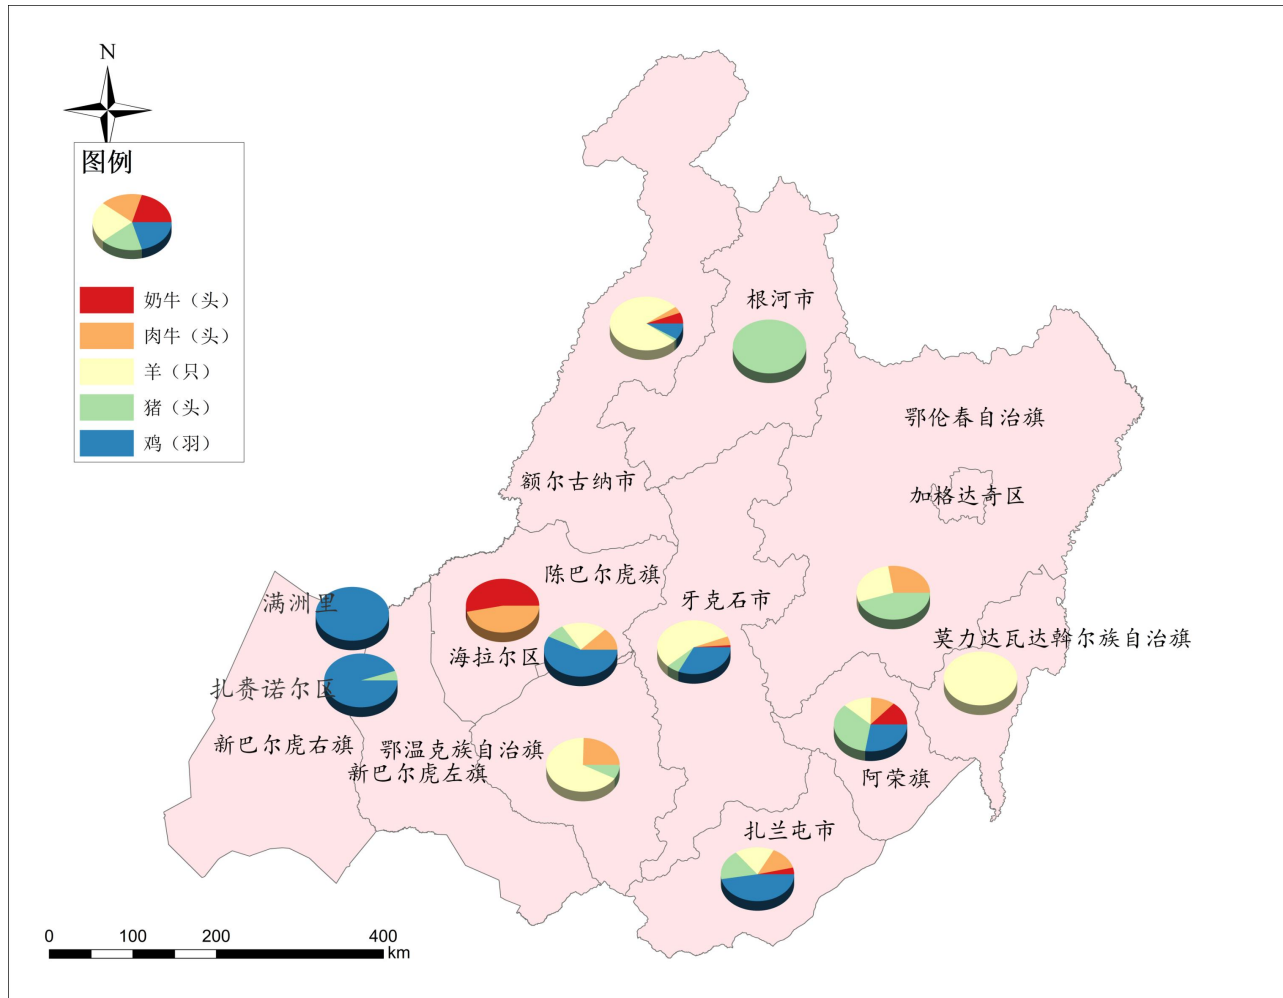 N
图例
奶牛（头）
肉牛（头）
羊（只）
猪（头）
鸡（羽）
根河市
鄂伦春自治旗
额尔古纳市
加格达奇区
陈巴尔虎旗
满洲里
牙克石市
莫力达瓦达斡尔族自治旗
海拉尔区
扎赉诺尔区
新巴尔虎右旗
鄂温克族自治旗
新巴尔虎左旗
阿荣旗
扎兰屯市
0 100 200 400
km